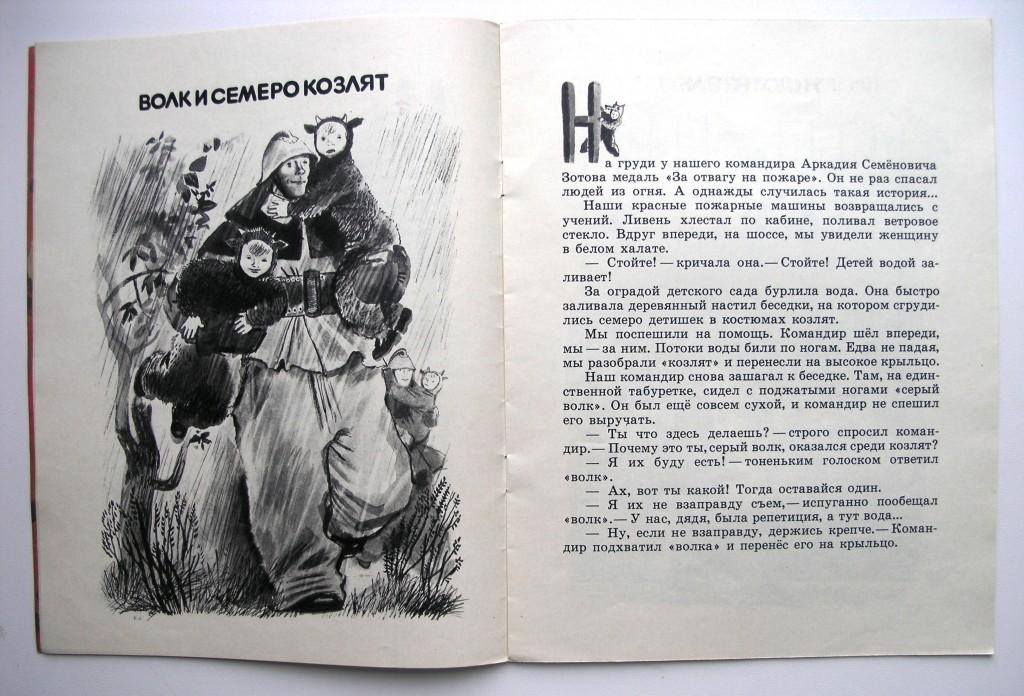 ВОЛК И СЕМЕРО КОЗЛЯТ
На груди у нашего командира Аркадия Семёновича
Зотова медаль «За отвагу на пожаре». Он не раз спасал
людей из огня. А однажды случилась такая история...
Наши красные пожарные машины возвращались с
учений. Ливень хлестал по кабине, поливал ветровое
стекло. Вдруг впереди, на шоссе, мы увидели женщину
в белом халате.
— Стойте! — кричала она.— Стойте! Детей водой за-
ливает!
За оградой детского сада бурлила вода. Она быстро
заливала деревянный настил беседки, на котором сгруди-
лись семеро детишек в костюмах козлят.
Мы поспешили на помощь. Командир шёл впереди,
мы — за ним. Потоки воды били по ногам. Едва не падая,
мы разобрали «козлят» и перенесли на высокое крыльцо.
Наш командир снова зашагал к беседке. Там, на един-
ственной табуретке, сидел с поджатыми ногами «серый
волк». Он был ещё совсем сухой, и командир не спешил
его выручать.
— Ты что здесь делаешь? — строго спросил коман-
дир.— Почему это ты, серый волк, оказался среди козлят?
— Я их буду есть! — тоненьким голоском ответил
«волк».
— Ах, вот ты какой! Тогда оставайся один.
— Я их не взаправду съем,— испуганно пообещал
«волк».— У нас, дядя, была репетиция, а тут вода...
— Ну, если не взаправду, держись крепче.— Коман-
дир подхватил «волка» и перенёс его на крыльцо.